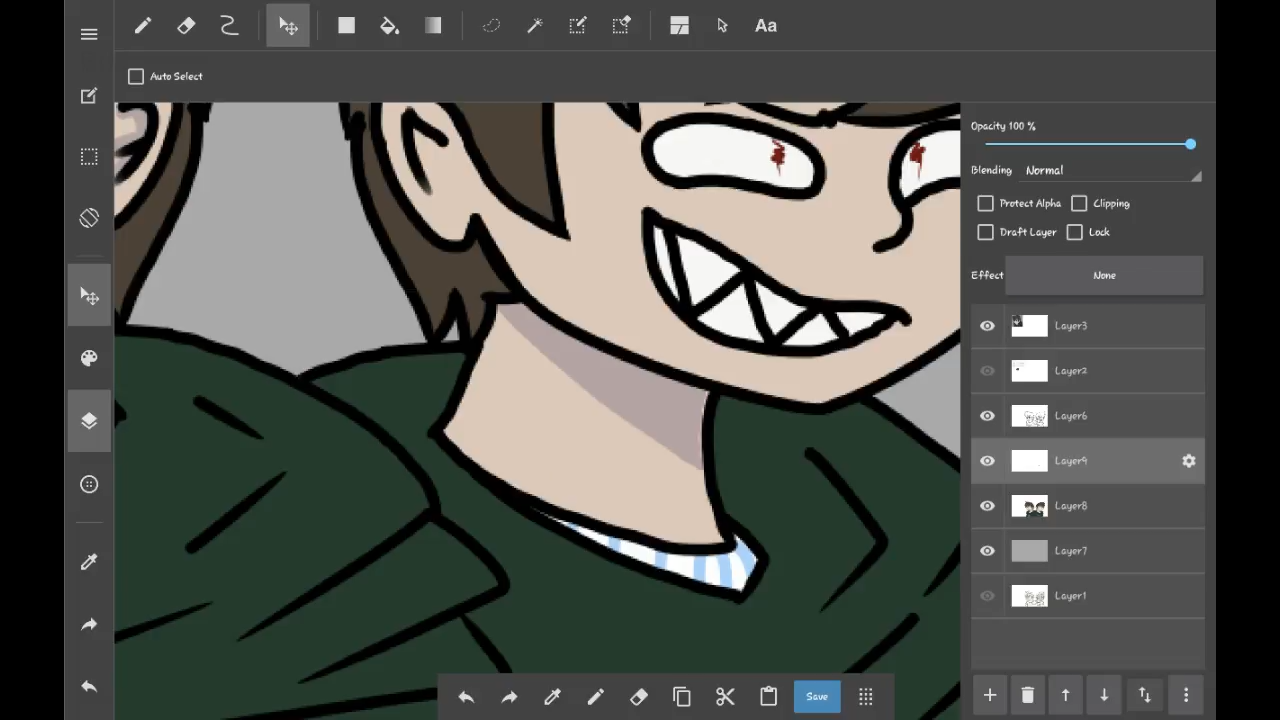 Aa
Auto Select
Opacity 100 %
Blending Normal
Protect Alpha Clipping
Draft Layer Lock
Effect None
Layer3
Layer2
Layer6
Layer9
Layer8
Layer7
Layer1
Save